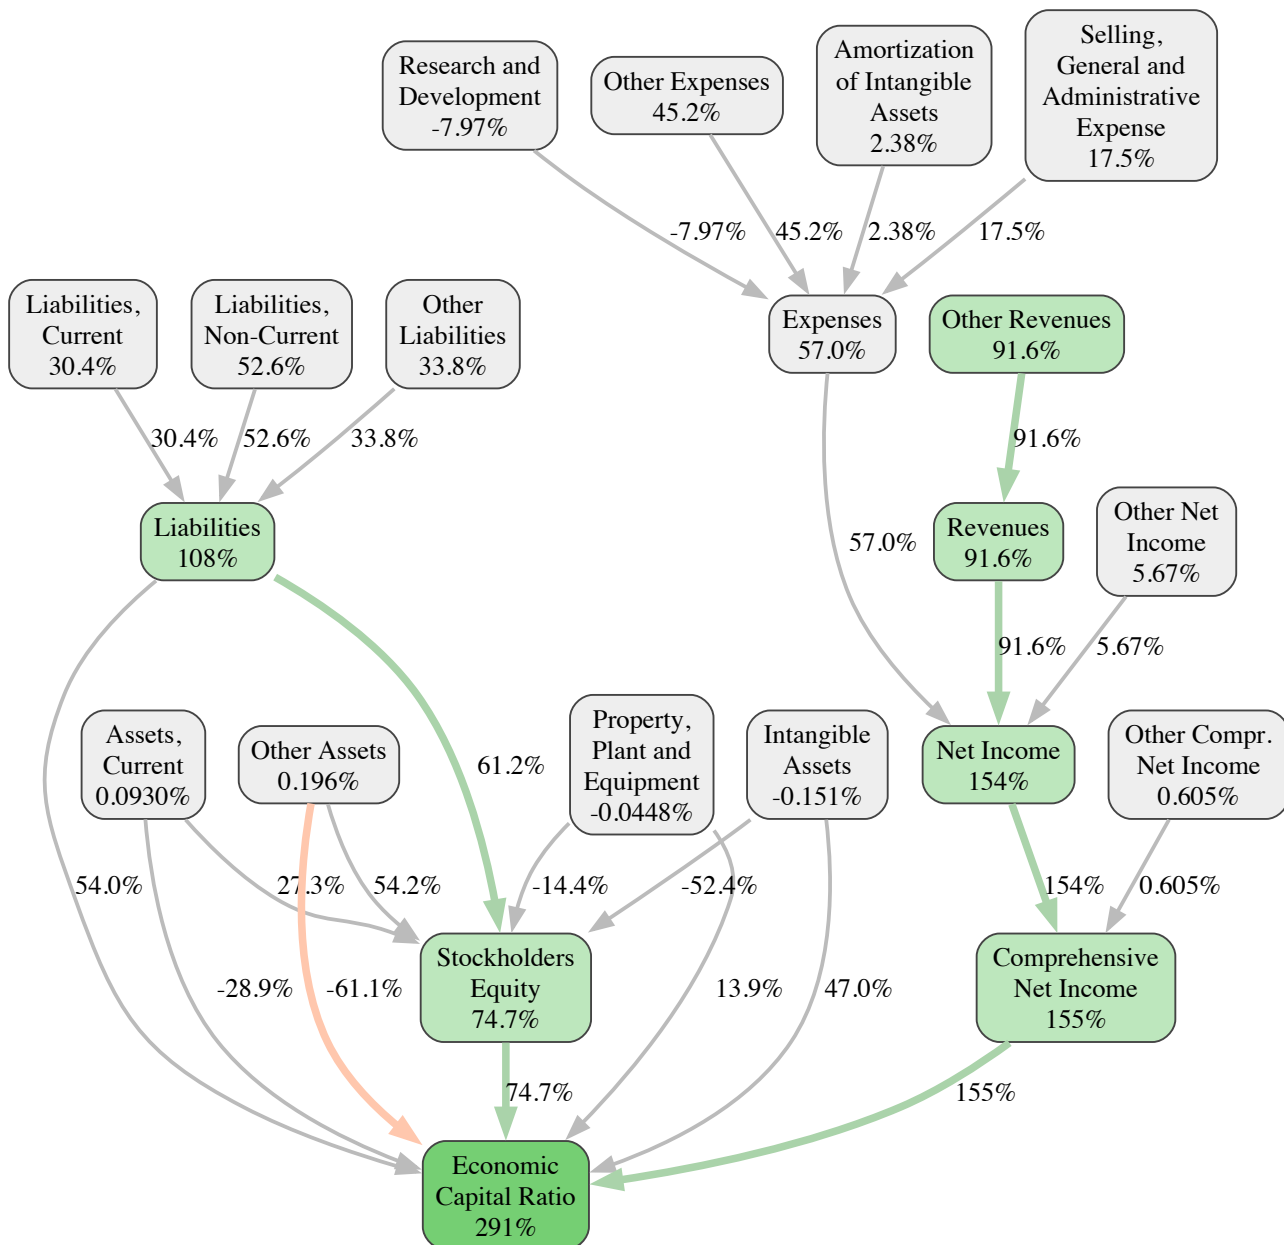 Research and
Development
-7.97%
Other Expenses
45.2%
Amortization
of Intangible
Assets
2.38%
Selling,
General and
Administrative
Expense
17.5%
-7.97%
45.2%
2.38%
17.5%
Liabilities,
Current
30.4%
Liabilities,
Non-Current
52.6%
Other
Liabilities
33.8%
Expenses
57.0%
Other Revenues
91.6%
30.4%
52.6%
33.8%
91.6%
Liabilities
108%
57.0%
Revenues
91.6%
Other Net
Income
5.67%
91.6%
5.67%
Assets,
Current
0.0930%
Other Assets
0.196%
61.2%
Property,
Plant and
Equipment
-0.0448%
Intangible
Assets
-0.151%
Net Income
154%
Other Compr.
Net Income
0.605%
54.0%
27.3%
54.2%
-14.4%
-52.4%
154%
0.605%
-28.9%
-61.1%
Stockholders
Equity
74.7%
13.9%
47.0%
Comprehensive
Net Income
155%
74.7%
155%
Economic
Capital Ratio
291%